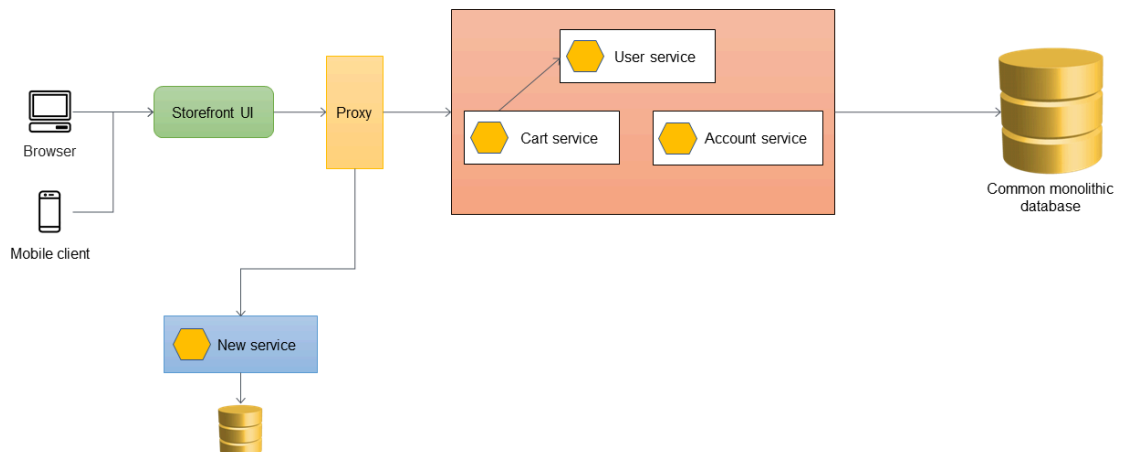 User service
Storefront UI
Proxy
Cart service
Account service
Browser
Common monolithic
database
Mobile client
New service